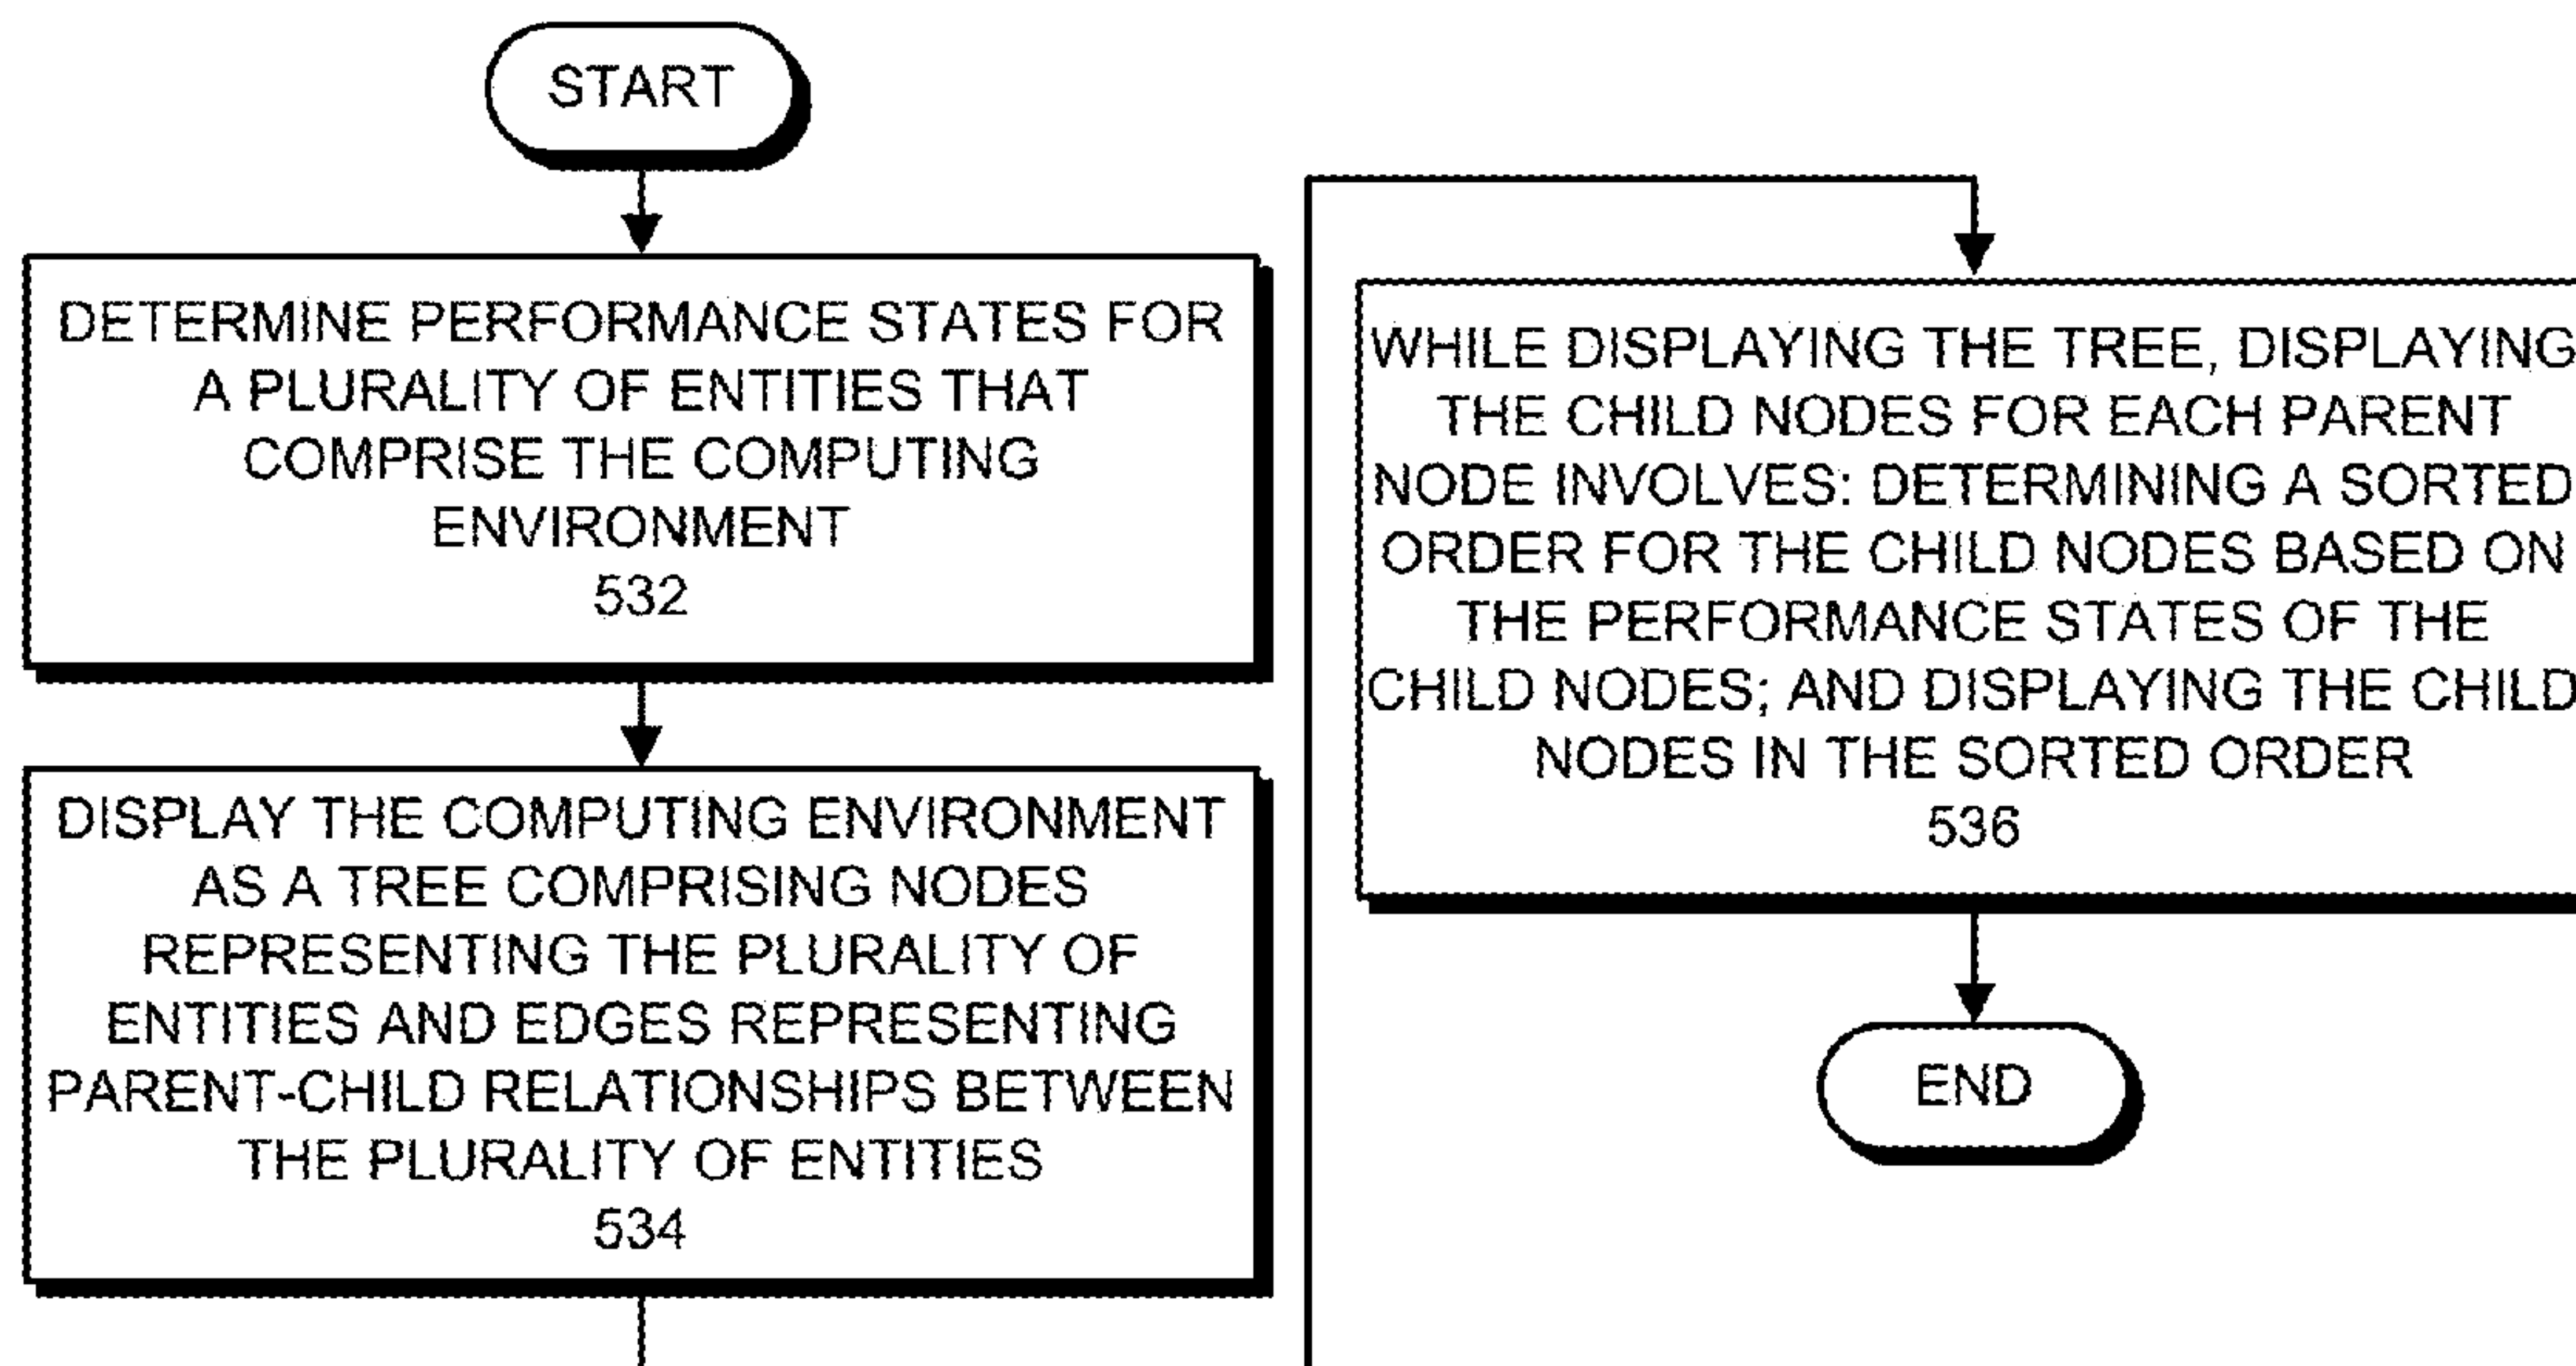 START
DETERMINE PERFORMANCE STATES FOR
A PLURALITY OF ENTITIES THAT
COMPRISE THE COMPUTING
ENVIRONMENT
532
DISPLAY THE COMPUTING ENVIRONMENT
AS A TREE COMPRISING NODES
REPRESENTING THE PLURALITY OF
ENTITIES AND EDGES REPRESENTING
PARENT-CHILD RELATIONSHIPS BETWEEN
THE PLURALITY OF ENTITIES
534
WHILE DISPLAYING THE TREE, DISPLAYING
THE CHILD NODES FOR EACH PARENT
NODE INVOLVES: DETERMINING A SORTED
ORDER FOR THE CHILD NODES BASED ON
THE PERFORMANCE STATES OF THE
CHILD NODES; AND DISPLAYING THE CHILD
NODES IN THE SORTED ORDER
536
END